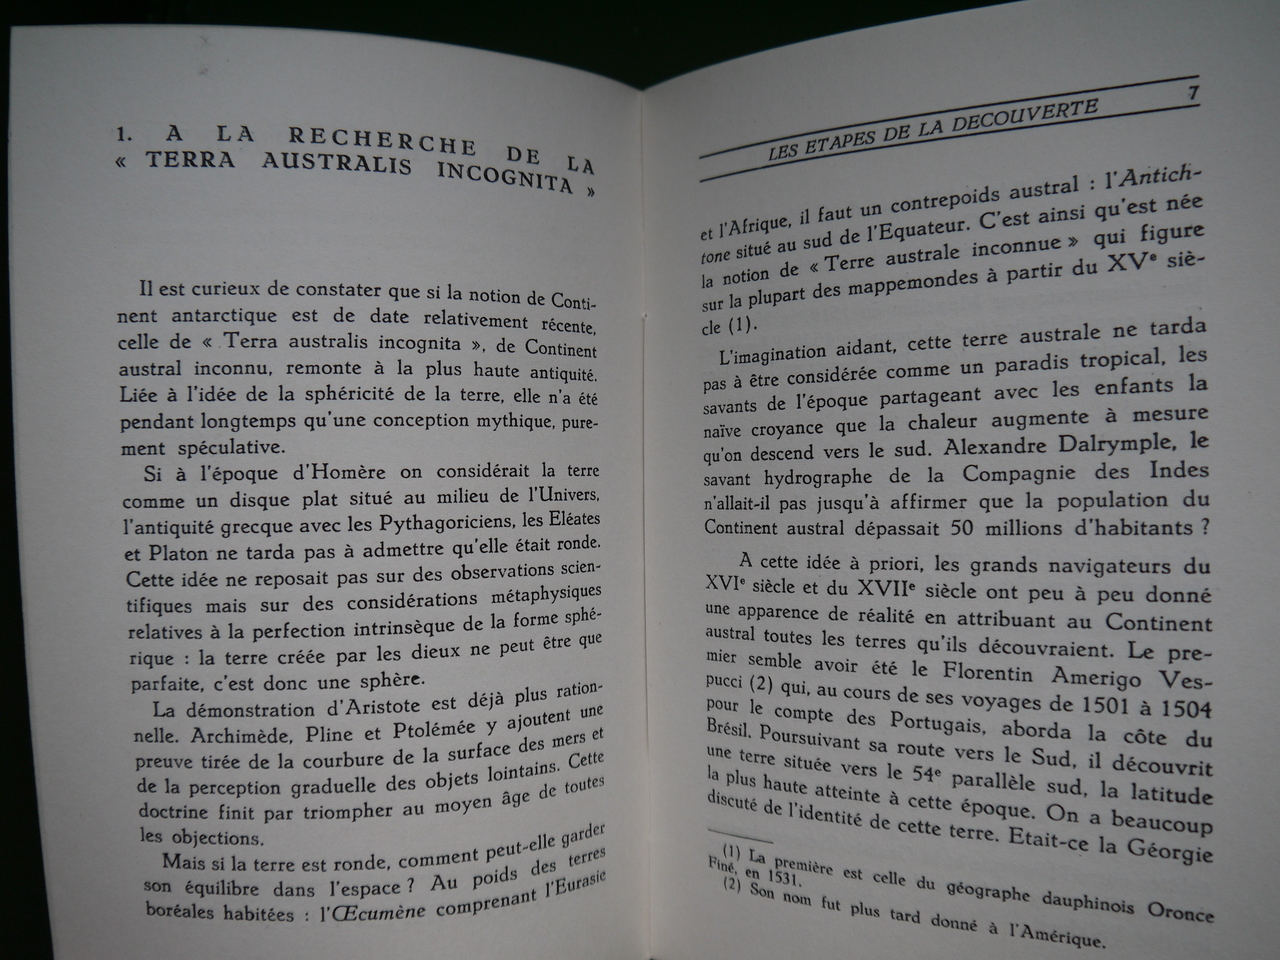 1. A LA RECHERCHE DE LA
« TERRA AUSTRALIS INCOGNITA »
Il est curieux de constater que si la notion de Conti-
nent antarctique est de date relativement récente,
celle de « Terra australis incognita », de Continent
austral inconnu, remonte à la plus haute antiquité.
Liée à l'idée de la sphéricité de la terre, elle n'a été
pendant longtemps qu'une conception mythique, pure-
ment spéculative.
Si à l'époque d'Homère on considérait la terre
comme un disque plat situé au milieu de l'Univers,
l'antiquité grecque avec les Pythagoriciens, les Eléates
et Platon ne tarda pas à admettre qu'elle était ronde.
Cette idée ne reposait pas sur des observations scien-
tifiques mais sur des considérations métaphysiques
relatives à la perfection intrinsèque de la forme sphé-
rique : la terre créée par les dieux ne peut être que
parfaite, c'est donc une sphère.
La démonstration d'Aristote est déjà plus ration-
nelle. Archimède, Pline et Ptolémée y ajoutent une
preuve tirée de la courbure de la surface des mers et
de la perception graduelle des objets lointains. Cette
doctrine finit par triompher au moyen âge de toutes
les objections.
Mais si la terre est ronde, comment peut-elle garder
son équilibre dans l'espace ? Au poids des terres
boréales habitées : l'Œcumène comprenant l'Eurasie
LES ETAPES DE LA DECOUVERTE 7
et l'Afrique, il faut un contrepoids austral : l'Antich-
tone situé au sud de l'Equateur. C'est ainsi qu'est née
la notion de « Terre australe inconnue » qui figure
sur la plupart des mappemondes à partir du XVe siè-
cle (1).
L'imagination aidant, cette terre australe ne tarda
pas à être considérée comme un paradis tropical, les
savants de l'époque partageant avec les enfants la
naïve croyance que la chaleur augmente à mesure
qu'on descend vers le sud. Alexandre Dalrymple, le
savant hydrographe de la Compagnie des Indes
n'allait-il pas jusqu'à affirmer que la population du
Continent austral dépassait 50 millions d'habitants ?
A cette idée à priori, les grands navigateurs du
XVIe siècle et du XVIIe siècle ont peu à peu donné
une apparence de réalité en attribuant au Continent
austral toutes les terres qu'ils découvraient. Le pre-
mier semble avoir été le Florentin Amerigo Ves-
pucci (2) qui, au cours de ses voyages de 1501 à 1504
pour le compte des Portugais, aborda la côte du
Brésil. Poursuivant sa route vers le Sud, il découvrit
une terre située vers le 54e parallèle sud, la latitude
la plus haute atteinte à cette époque. On a beaucoup
discuté de l'identité de cette terre. Etait-ce la Géorgie
(1) La première est celle du géographe dauphinois Oronce
Finé, en 1531.
(2) Son nom fut plus tard donné à l'Amérique.